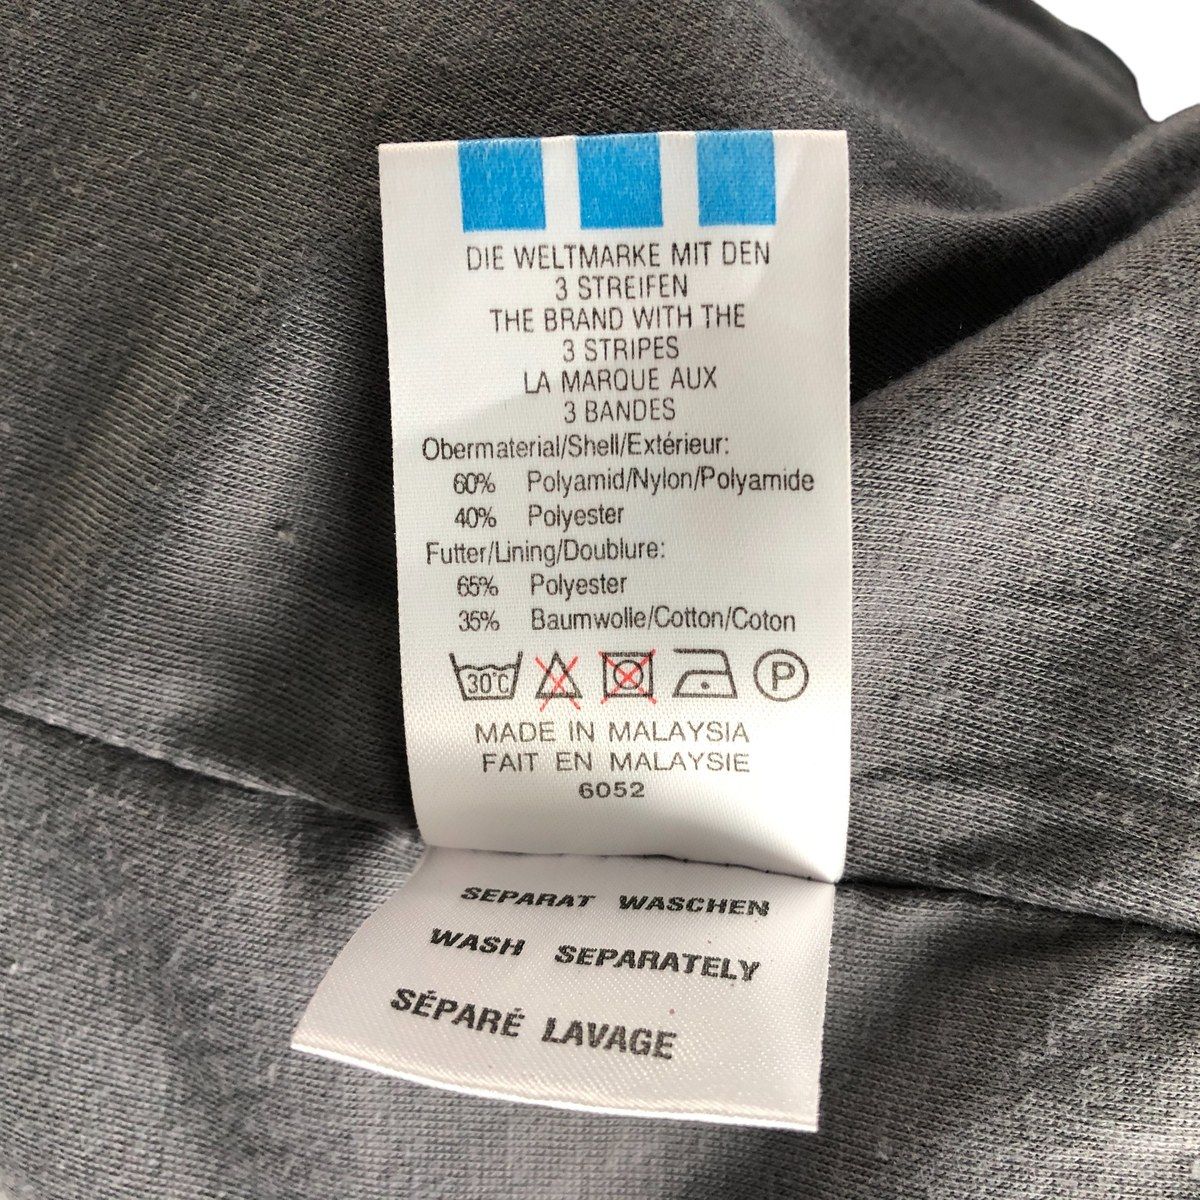 DIE WELTMARKE MIT DEN
3 STREIFEN
THE BRAND WITH THE
3 STRIPES
LA MARQUE AUX
3 BANDES
Obermaterial/Shell/Extérieur:
60% Polyamid/Nylon/Polyamide
40% Polyester
Futter/Lining/Doublure:
65% Polyester
35% Baumwolle/Cotton/Coton
30°C P
MADE IN MALAYSIA
FAIT EN MALAYSIE
6052
SEPARAT WASCHEN
WASH SEPARATELY
SÉPARÉ LAVAGE